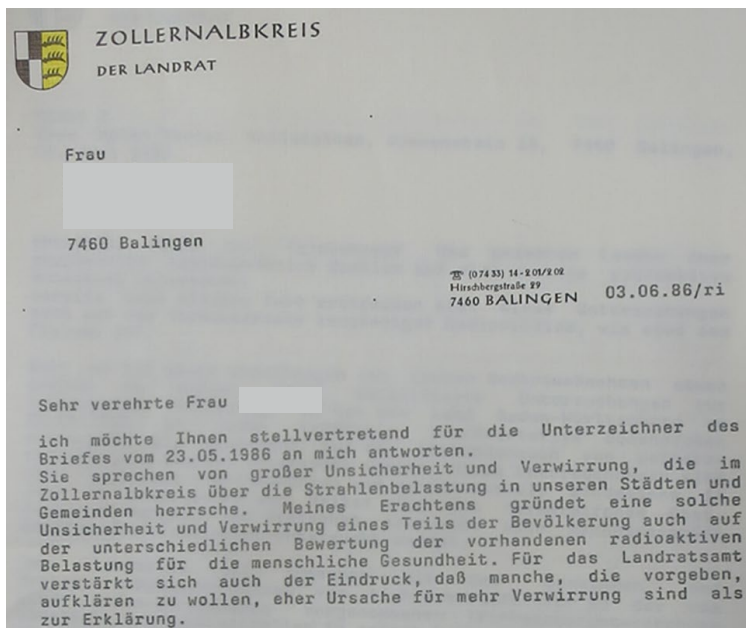 ZOLLERNALBKREIS
DER LANDRAT
Frau
7460 Balingen
☏ (07433) 14-201/202
Hirschbergstraße 29
7460 BALINGEN
03.06.86/ri
Sehr verehrte Frau
ich möchte Ihnen stellvertretend für die Unterzeichner des
Briefes vom 23.05.1986 an mich antworten.
Sie sprechen von großer Unsicherheit und Verwirrung, die im
Zollernalbkreis über die Strahlenbelastung in unseren Städten und
Gemeinden herrsche. Meines Erachtens gründet eine solche
Unsicherheit und Verwirrung eines Teils der Bevölkerung auch auf
der unterschiedlichen Bewertung der vorhandenen radioaktiven
Belastung für die menschliche Gesundheit. Für das Landratsamt
verstärkt sich auch der Eindruck, daß manche, die vorgeben,
aufklären zu wollen, eher Ursache für mehr Verwirrung sind als
zur Erklärung.